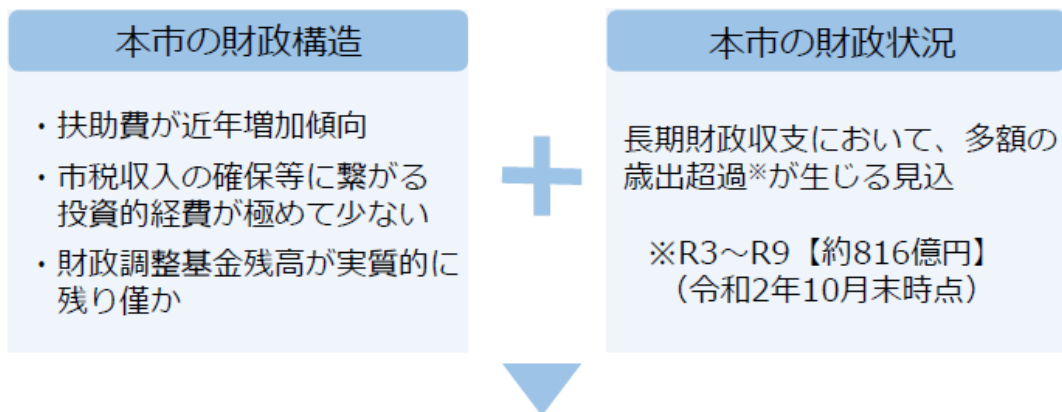 本市の財政構造
・扶助費が近年増加傾向
・市税収入の確保等に繋がる
投資的経費が極めて少ない
・財政調整基金残高が実質的に
残り僅か
本市の財政状況
長期財政収支において、多額の
歳出超過※が生じる見込
※R3～R9【約816億円】
（令和2年10月末時点）